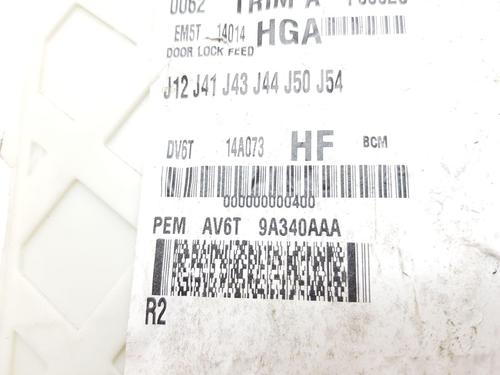 0062 TRIM A
EM5T 14014 HGA
DOOR LOCK FEED
J12 J41 J43 J44 J50 J54
DV6T 14A073 HF BCM
000000000400
PEM AV6T 9A340AAA
R2